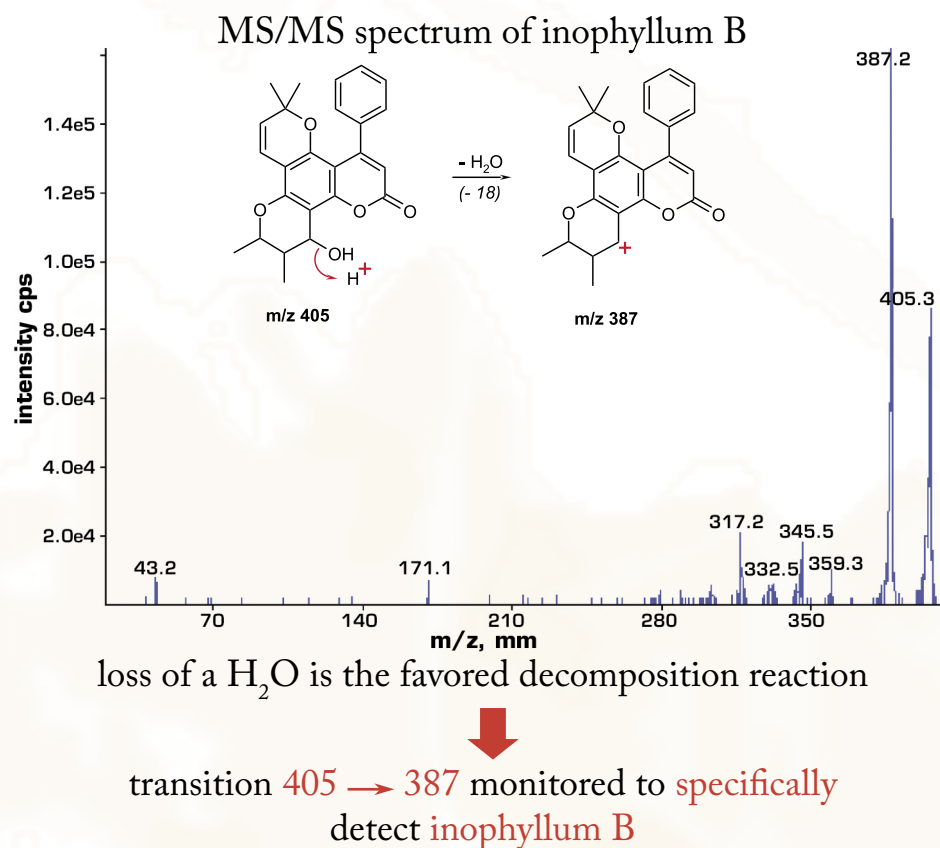 MS/MS spectrum of inophyllum B
387.2
O
O
O
O
OH
H+
m/z 405
- H₂O
(- 18)
O
O
O
O
+
m/z 387
405.3
intensity cps
1.4e5
1.2e5
1.0e5
8.0e4
6.0e4
4.0e4
2.0e4
43.2
171.1
317.2
332.5
345.5
359.3
70
140
210
280
350
m/z, mm
loss of a H₂O is the favored decomposition reaction
transition 405 → 387 monitored to specifically
detect inophyllum B